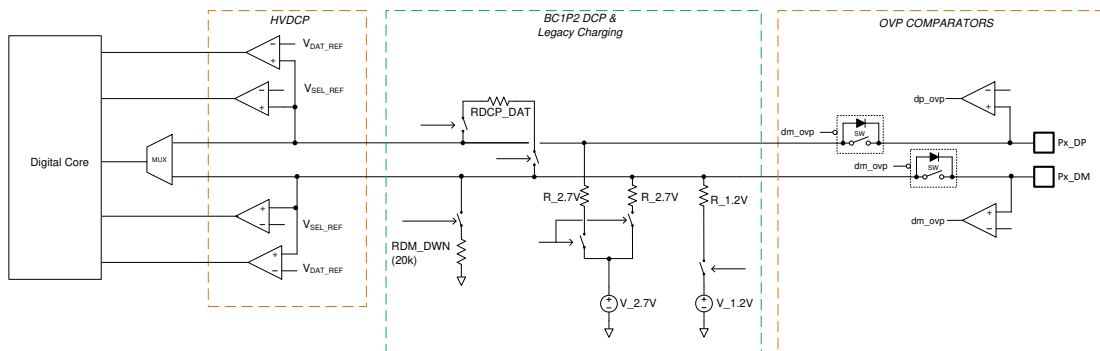 HVDCP
BC1P2 DCP &
Legacy Charging
OVP COMPARATORS
Digital Core
MUX
V_DAT_REF
V_SEL_REF
V_SEL_REF
V_DAT_REF
RDCP_DAT
RDM_DWN
(20k)
R_2.7V
R_2.7V
R_1.2V
V_2.7V
V_1.2V
dm_ovp
SW
dm_ovp
SW
dp_ovp
dm_ovp
Px_DP
Px_DM